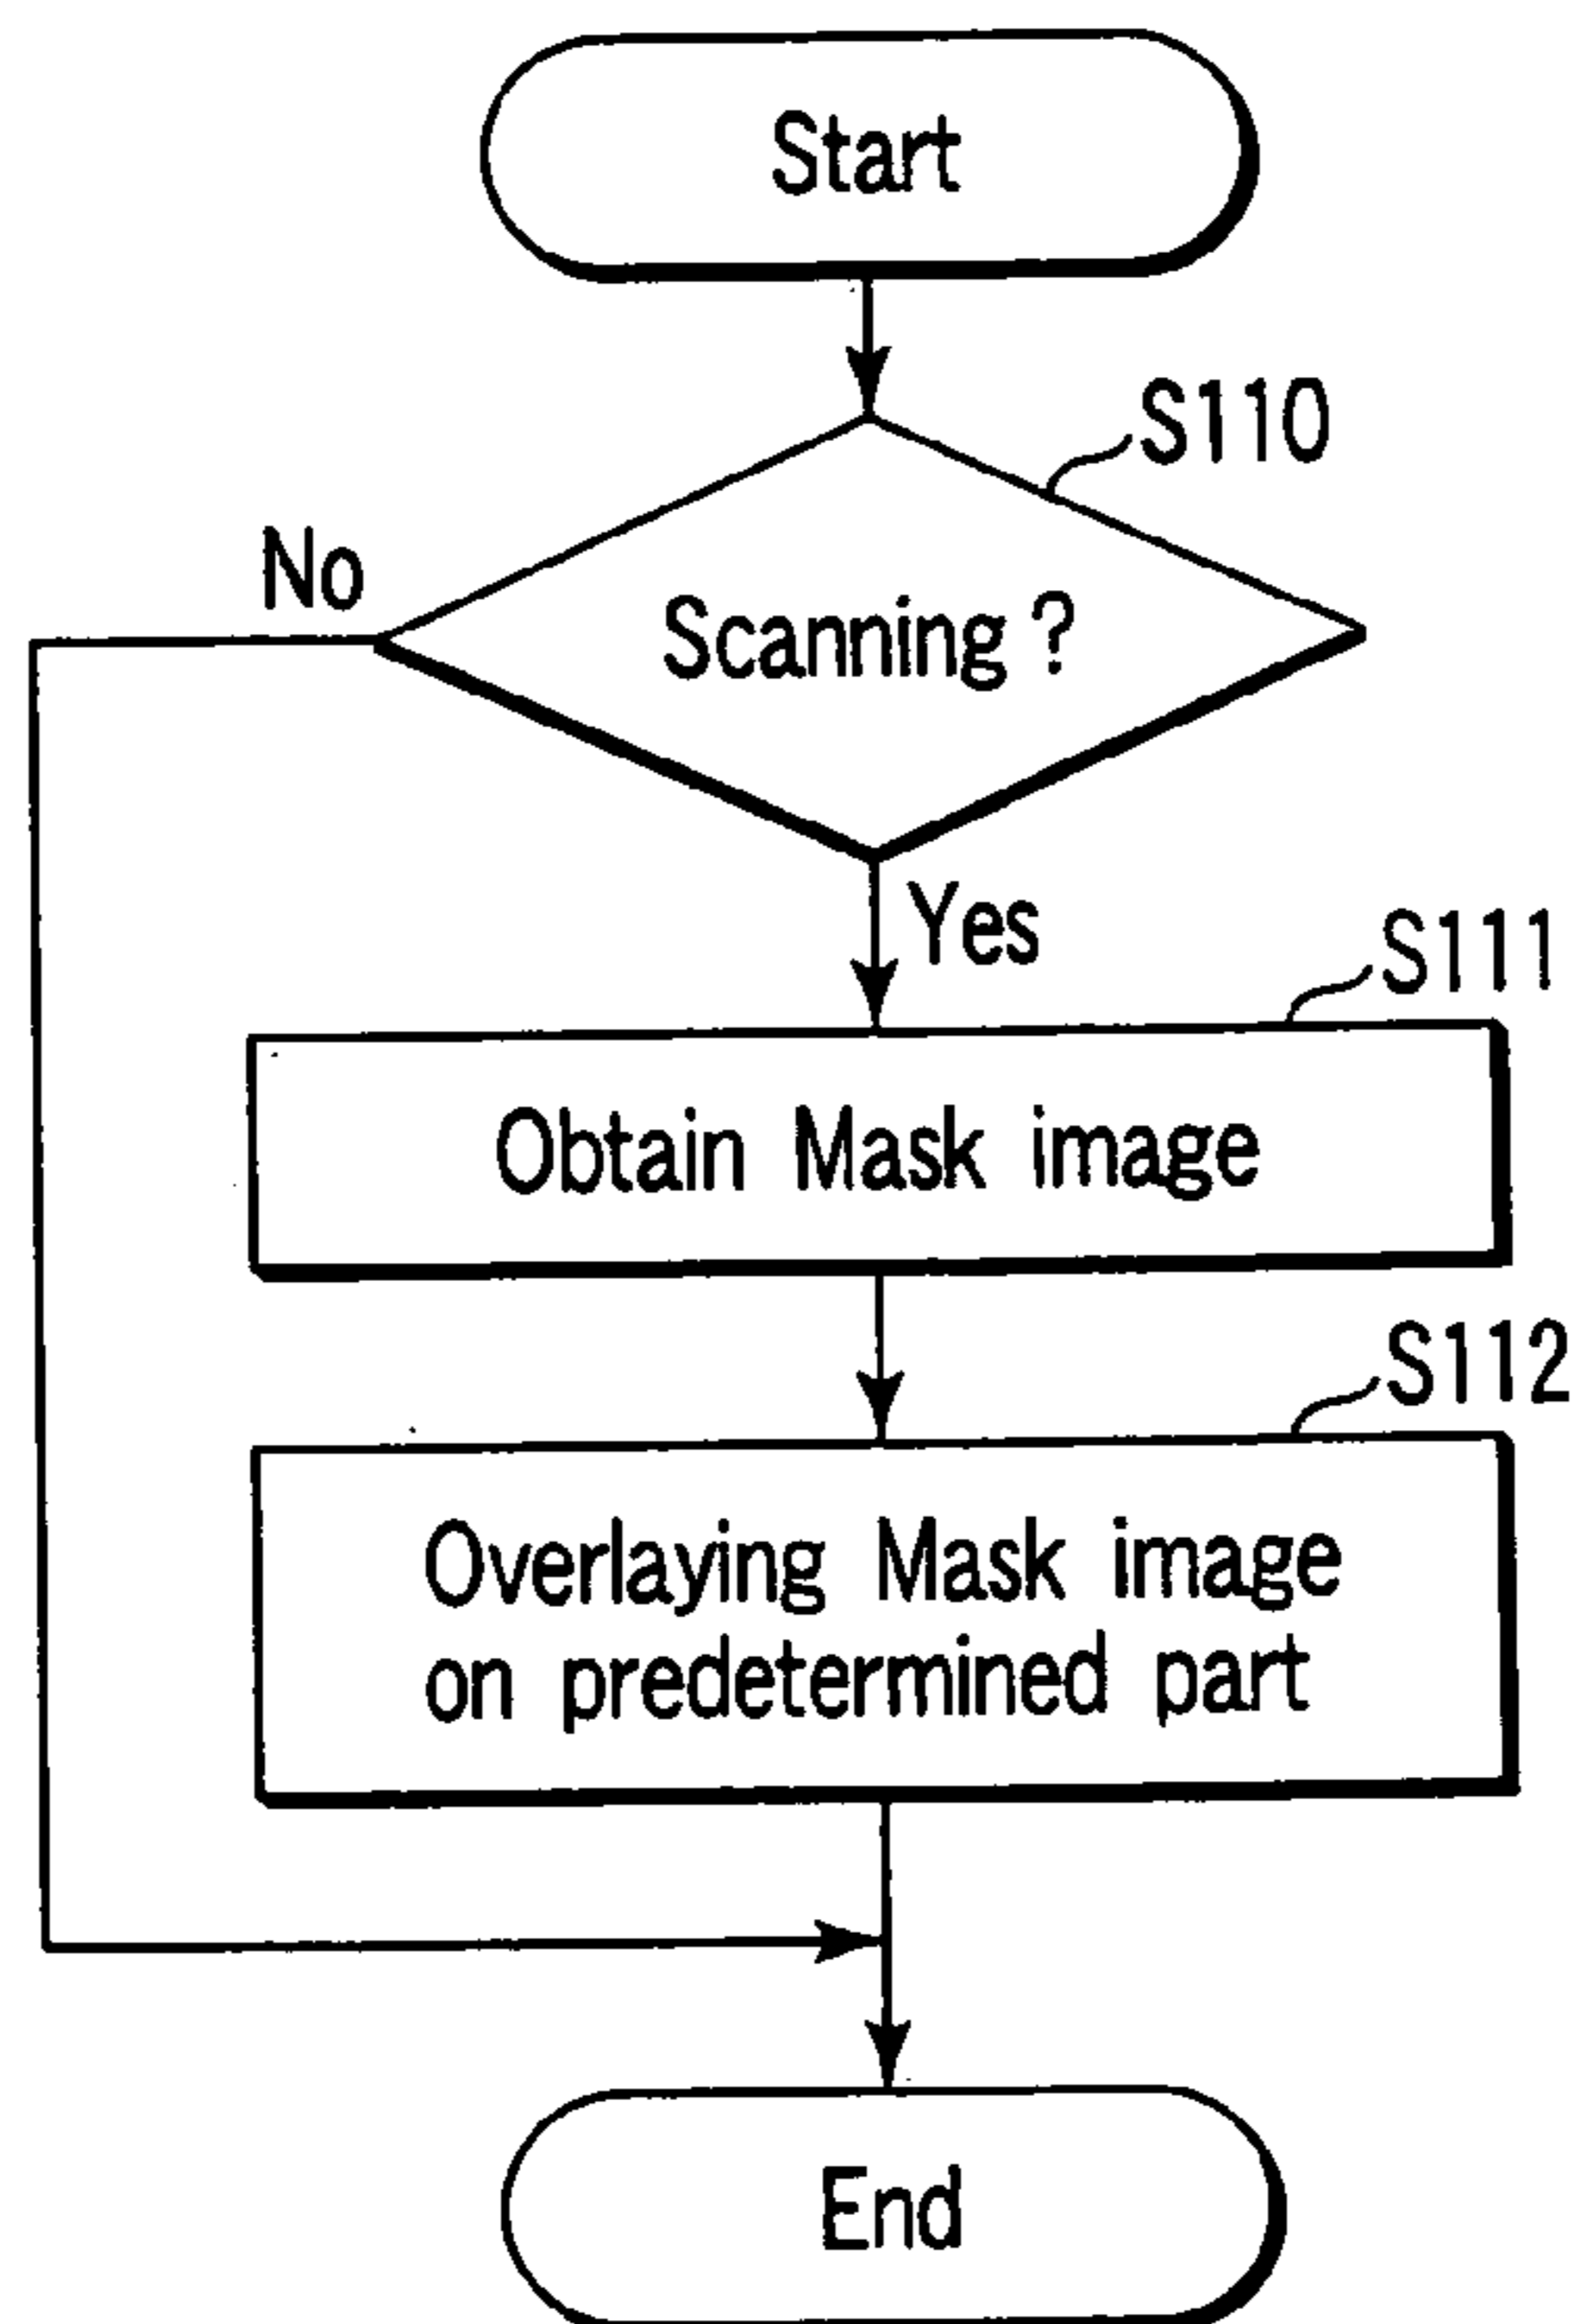 Start
S110
No
Scanning?
Yes
S111
Obtain Mask image
S112
Overlaying Mask image
on predetermined part
End